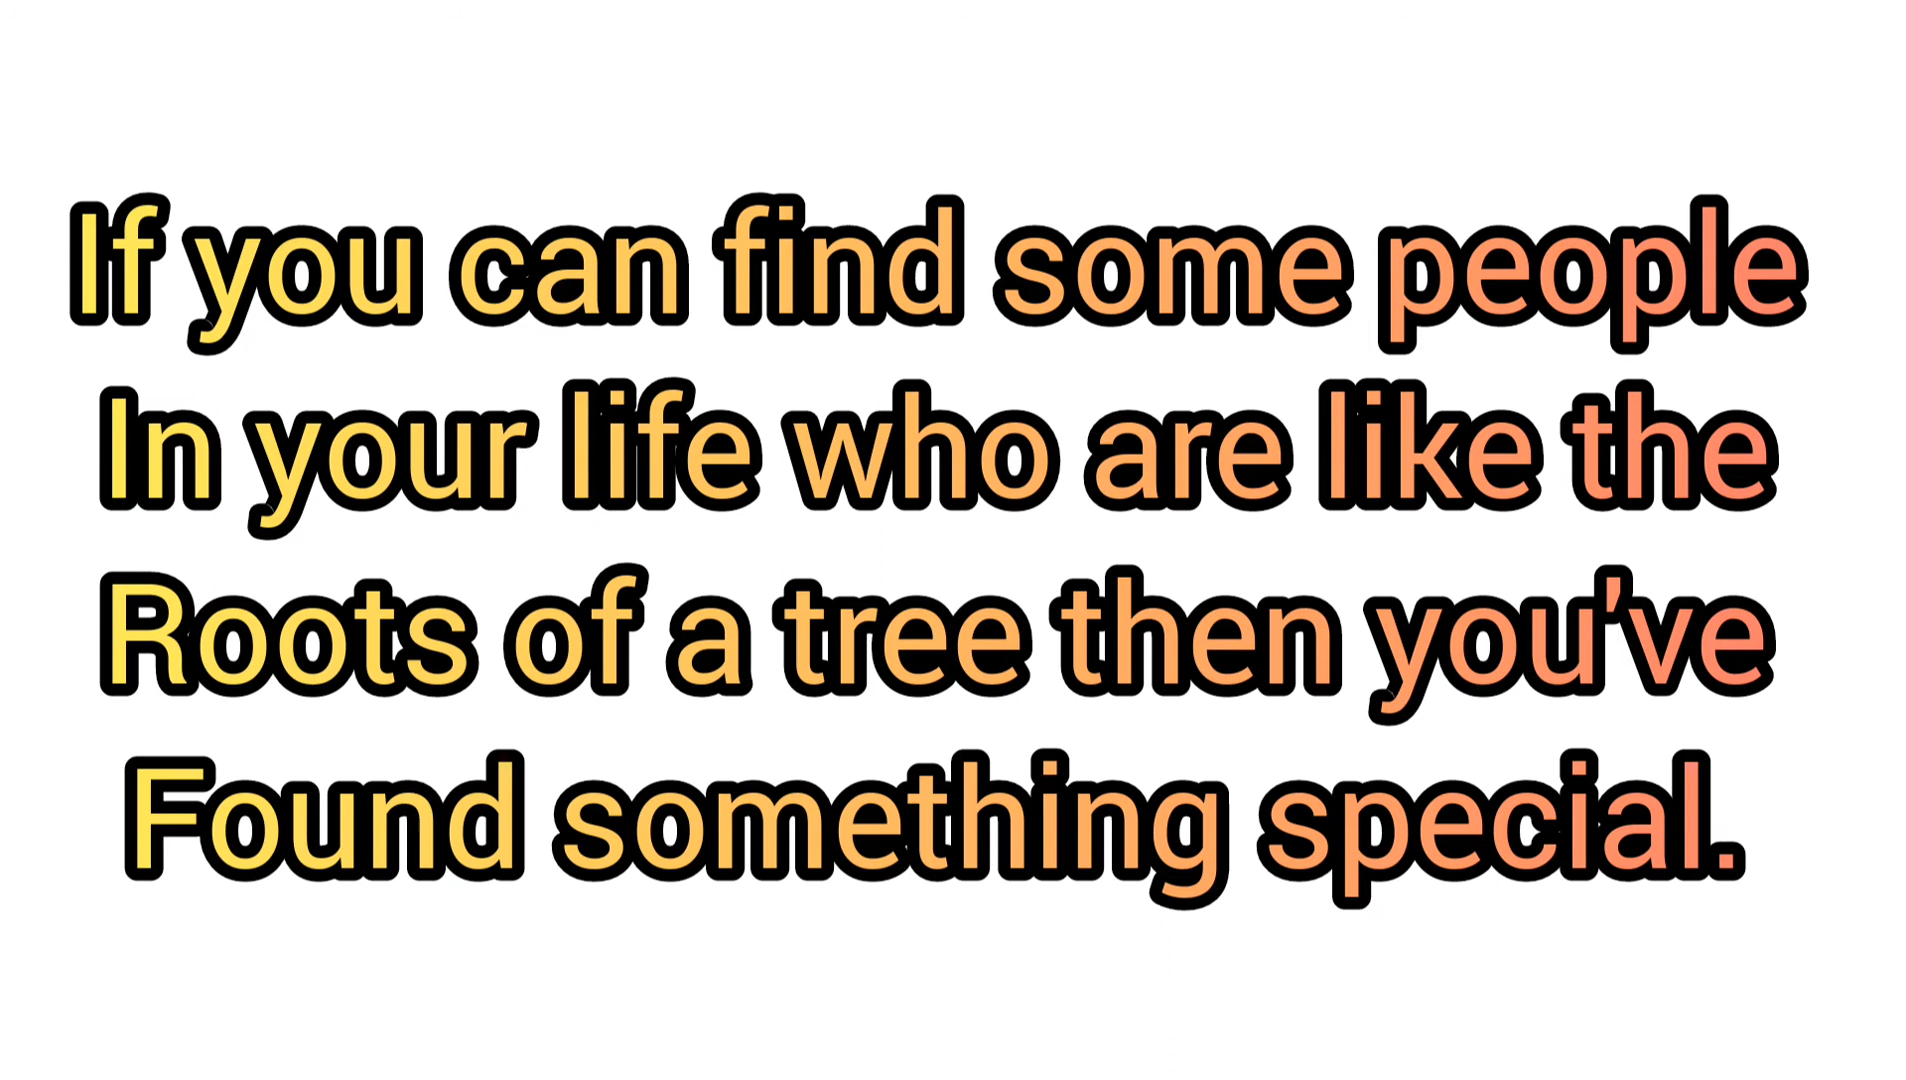 If you can find some people
In your life who are like the
Roots of a tree then you've
Found something special.